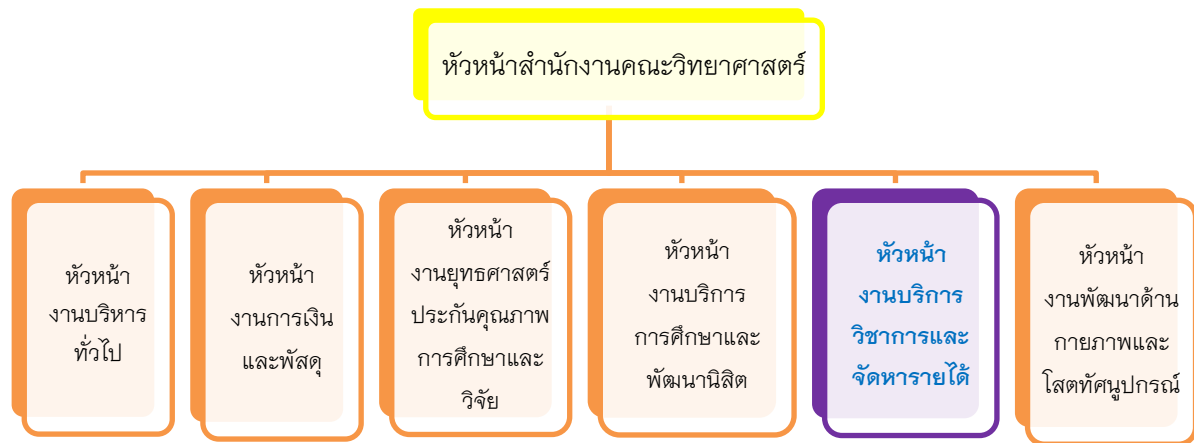 หัวหน้าสำนักงานคณะวิทยาศาสตร์
หัวหน้า
งานบริหาร
ทั่วไป
หัวหน้า
งานการเงิน
และพัสดุ
หัวหน้า
งานยุทธศาสตร์
ประกันคุณภาพ
การศึกษาและ
วิจัย
หัวหน้า
งานบริการ
การศึกษาและ
พัฒนานิสิต
หัวหน้า
งานบริการ
วิชาการและ
จัดหารายได้
หัวหน้า
งานพัฒนาด้าน
กายภาพและ
โสตทัศนูปกรณ์